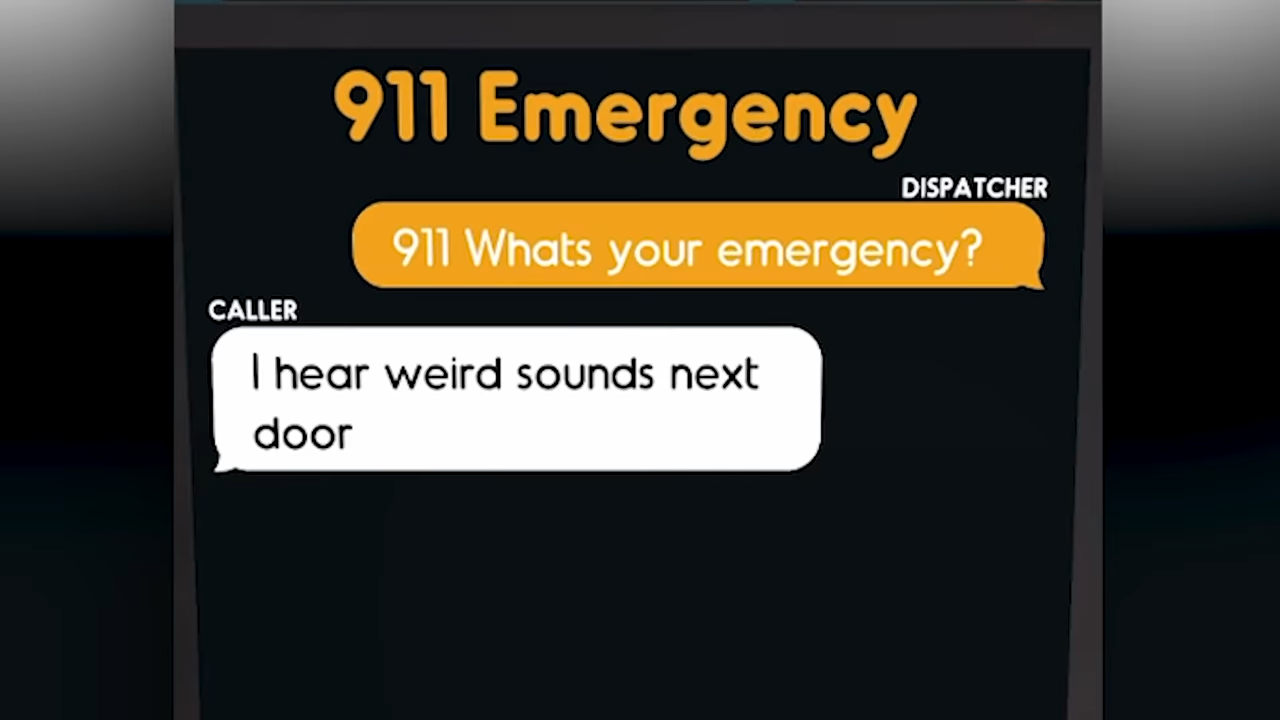 911 Emergency
DISPATCHER
911 Whats your emergency?
CALLER
I hear weird sounds next
door